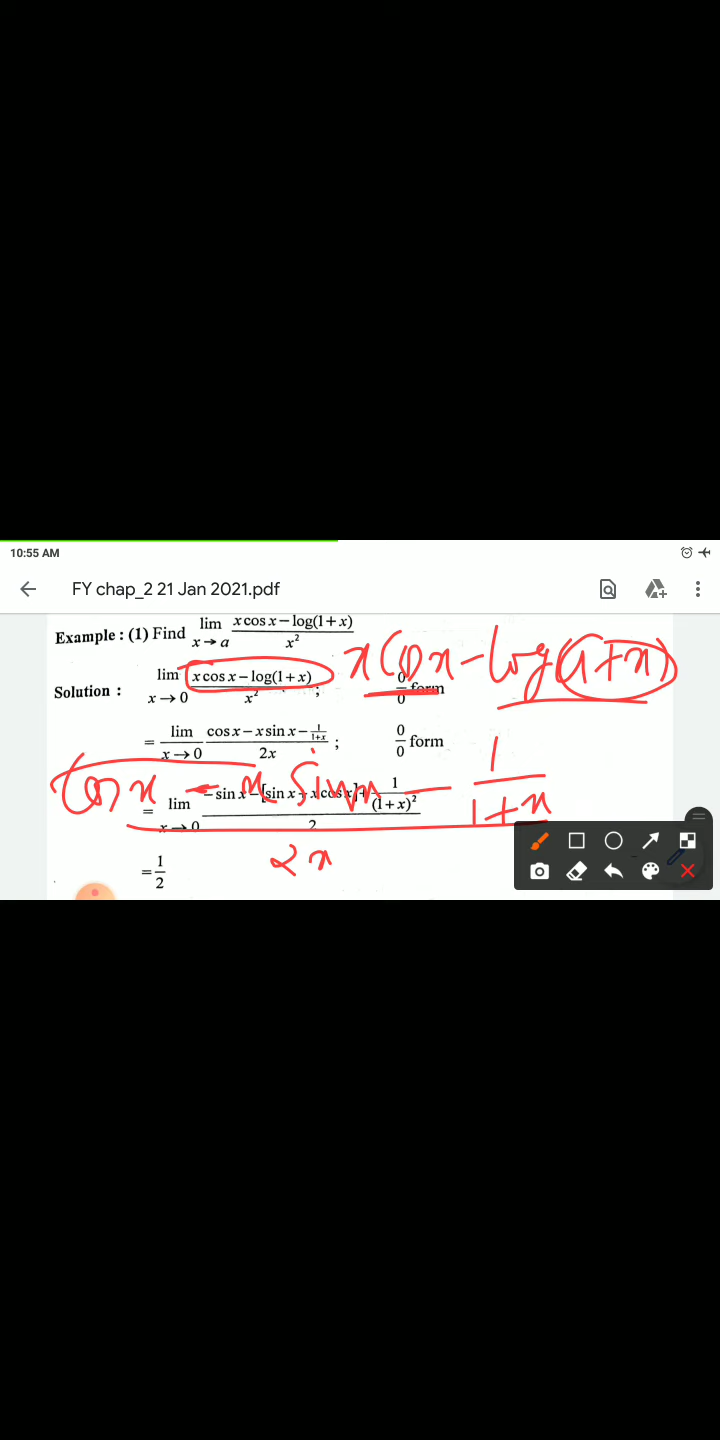 10:55 AM
FY chap_2 21 Jan 2021.pdf
Example : (1) Find lim x→a x cos x – log(1 + x) / x²
x cos x – log(1+x)
Solution : lim x→0 x cos x – log(1 + x) / x² ; 0/0 form
= lim x→0 cos x – x sin x – 1/1+x / 2x ; 0/0 form
cos x – x sin x – 1/1+x
= lim x→0 – sin x – [sin x + x cos x] + 1/(1 + x)² / 2
2x
= 1/2